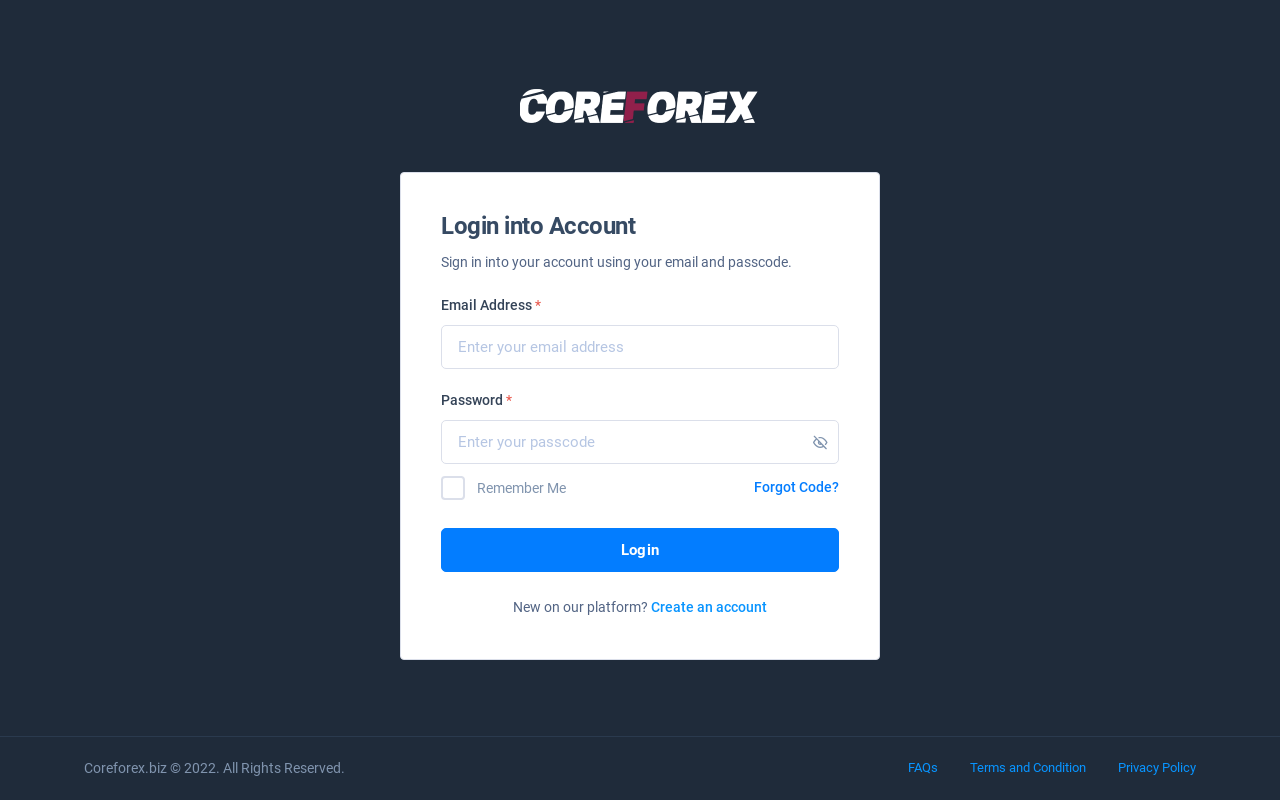 COREFOREX
Login into Account
Sign in into your account using your email and passcode.
Email Address *
Enter your email address
Password *
Enter your passcode
Remember Me
Forgot Code?
Login
New on our platform? Create an account
Coreforex.biz © 2022. All Rights Reserved.
FAQs
Terms and Condition
Privacy Policy